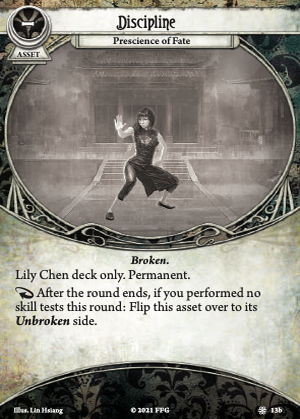 Discipline
ASSET
Prescience of Fate
Broken.
Lily Chen deck only. Permanent.
After the round ends, if you performed no
skill tests this round: Flip this asset over to its
Unbroken side.
Illus. Lin Hsiang
© 2021 FFG
13b